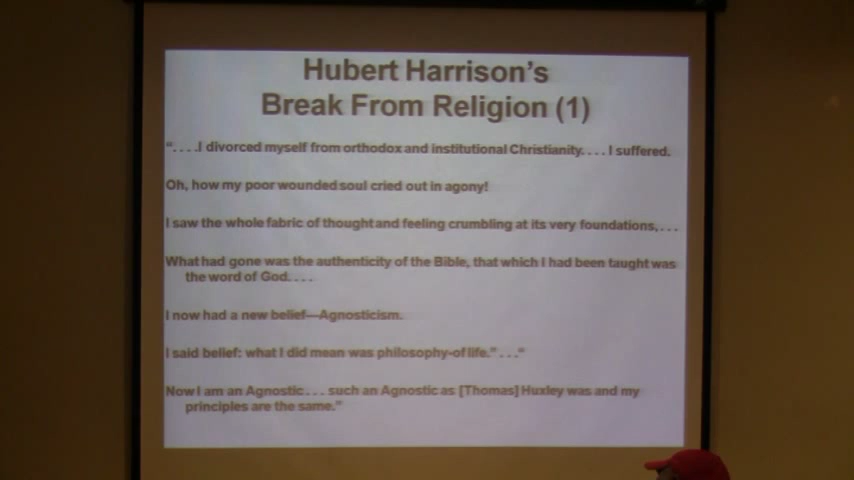 Hubert Harrison's
Break From Religion (1)
". . . .I divorced myself from orthodox and institutional Christianity. . . . I suffered.
Oh, how my poor wounded soul cried out in agony!
I saw the whole fabric of thought and feeling crumbling at its very foundations, . . .
What had gone was the authenticity of the Bible, that which I had been taught was
the word of God. . . .
I now had a new belief—Agnosticism.
I said belief: what I did mean was philosophy-of life." . . ."
Now I am an Agnostic . . . such an Agnostic as [Thomas] Huxley was and my
principles are the same."